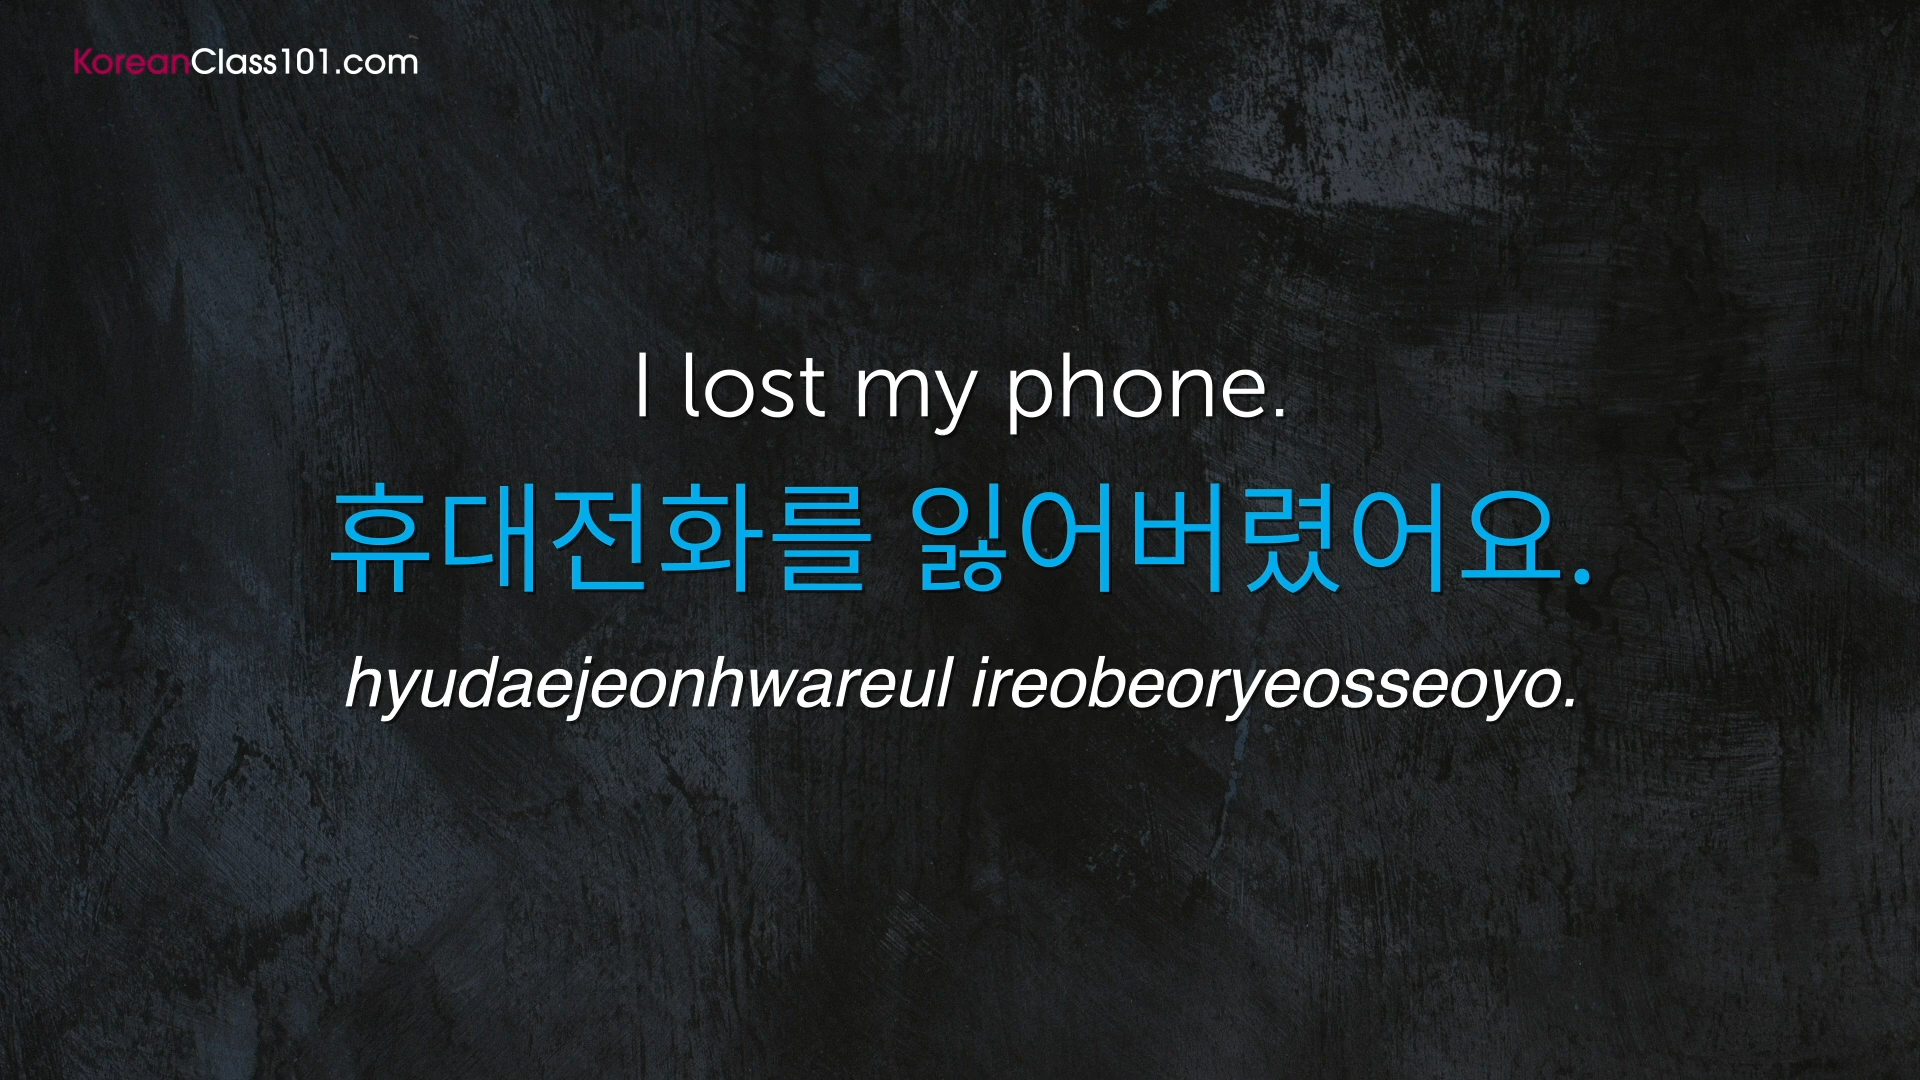 KoreanClass101.com
I lost my phone.
휴대전화를 잃어버렸어요.
hyudaejeonhwareul ireobeoryeosseoyo.